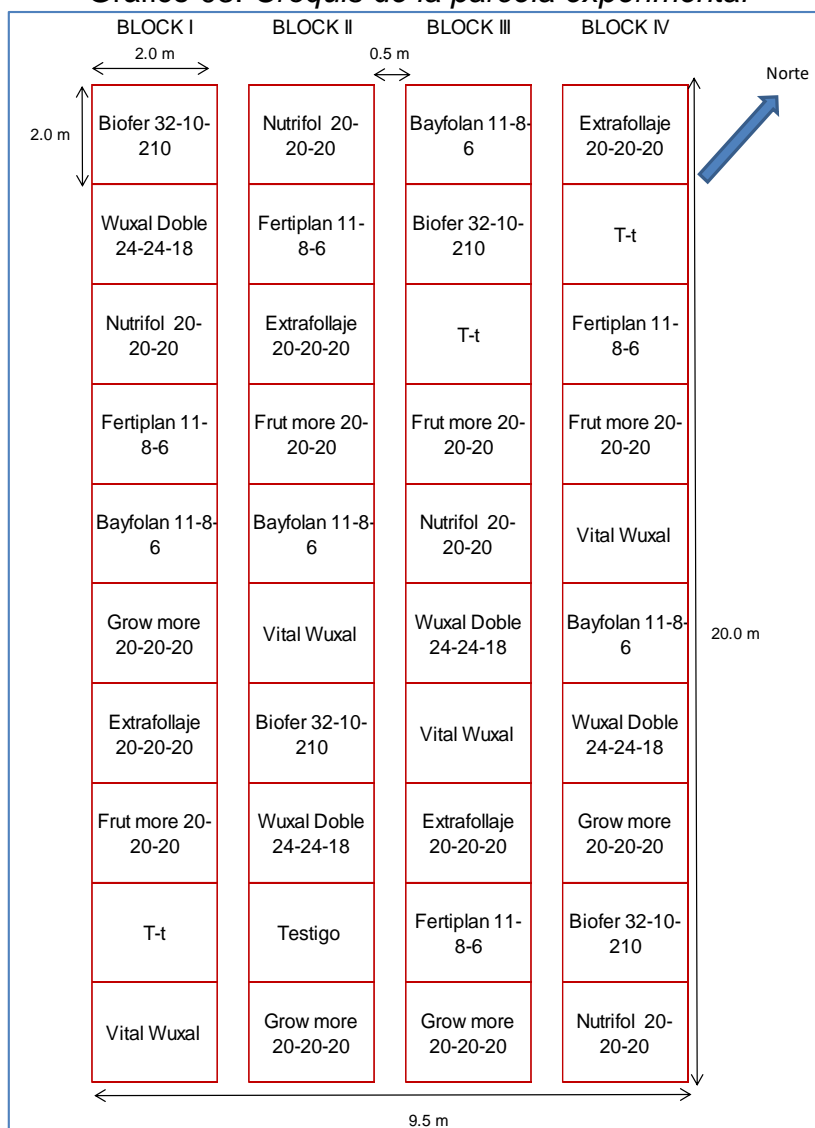 BLOCK I BLOCK II BLOCK III BLOCK IV
2.0 m 0.5 m
Norte
2.0 m
Biofer 32-10-
210
Nutrifol 20-
20-20
Bayfolan 11-8-
6
Extrafollaje
20-20-20
Wuxal Doble
24-24-18
Fertiplan 11-
8-6
Biofer 32-10-
210
T-t
Nutrifol 20-
20-20
Extrafollaje
20-20-20
T-t
Fertiplan 11-
8-6
Fertiplan 11-
8-6
Frut more 20-
20-20
Frut more 20-
20-20
Frut more 20-
20-20
Bayfolan 11-8-
6
Bayfolan 11-8-
6
Nutrifol 20-
20-20
Vital Wuxal
Grow more
20-20-20
Vital Wuxal
Wuxal Doble
24-24-18
Bayfolan 11-8-
6
20.0 m
Extrafollaje
20-20-20
Biofer 32-10-
210
Vital Wuxal
Wuxal Doble
24-24-18
Frut more 20-
20-20
Wuxal Doble
24-24-18
Extrafollaje
20-20-20
Grow more
20-20-20
T-t
Testigo
Fertiplan 11-
8-6
Biofer 32-10-
210
Vital Wuxal
Grow more
20-20-20
Grow more
20-20-20
Nutrifol 20-
20-20
9.5 m